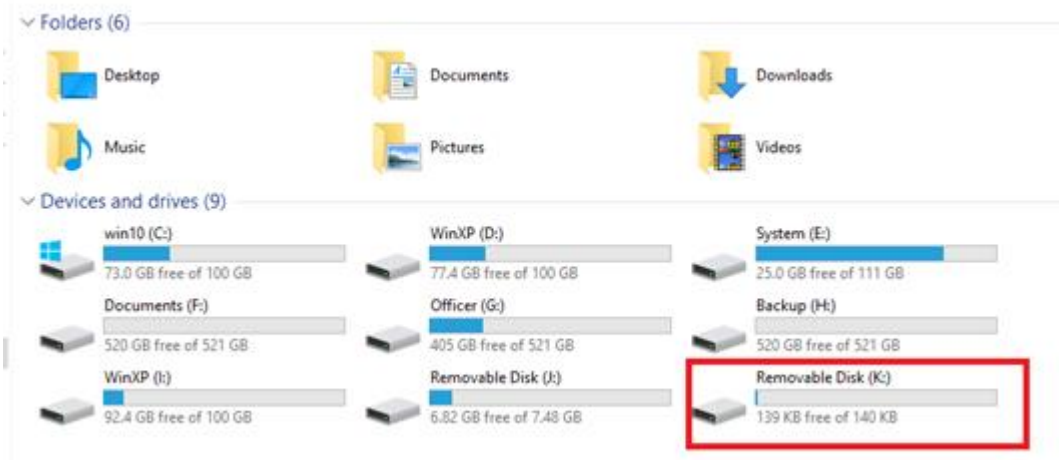 Folders (6)
Desktop
Documents
Downloads
Music
Pictures
Videos
Devices and drives (9)
win10 (C:)
73.0 GB free of 100 GB
WinXP (D:)
77.4 GB free of 100 GB
System (E:)
25.0 GB free of 111 GB
Documents (F:)
520 GB free of 521 GB
Officer (G:)
405 GB free of 521 GB
Backup (H:)
520 GB free of 521 GB
WinXP (I:)
92.4 GB free of 100 GB
Removable Disk (J:)
6.82 GB free of 7.48 GB
Removable Disk (K:)
139 KB free of 140 KB